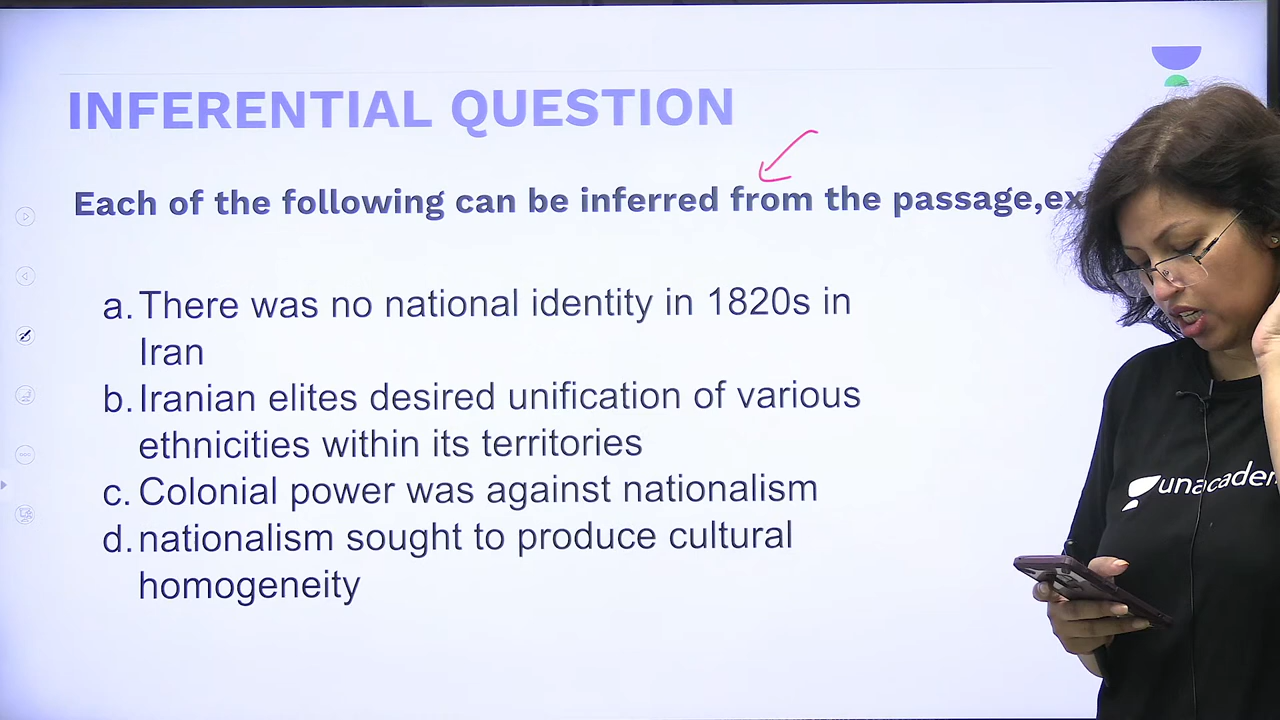 INFERENTIAL QUESTION
Each of the following can be inferred from the passage,ex
a. There was no national identity in 1820s in
Iran
b. Iranian elites desired unification of various
ethnicities within its territories
c. Colonial power was against nationalism
d. nationalism sought to produce cultural
homogeneity
unacadem